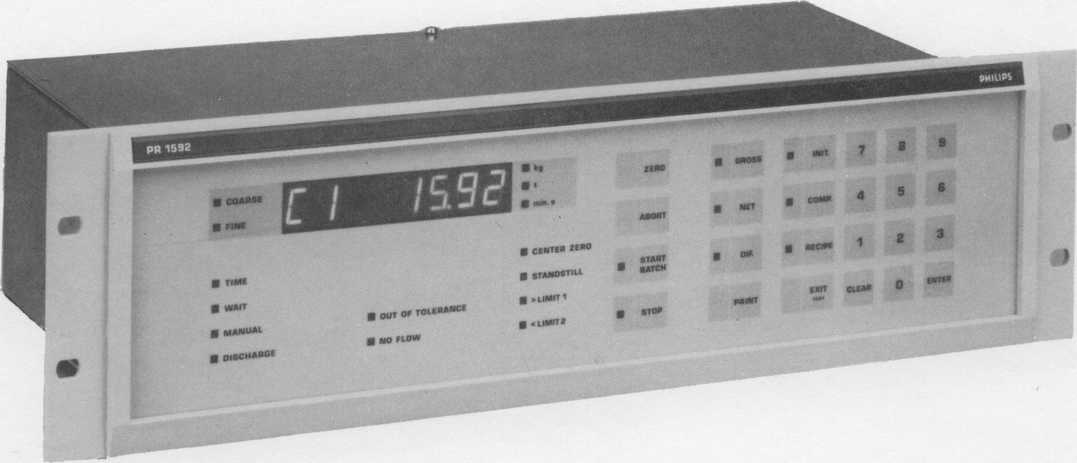 PHILIPS
PR 1592
COARSE
FINE
C1 15.92
kg
t
TIME
WAIT
MANUAL
DISCHARGE
OUT OF TOLERANCE
NO FLOW
CENTER ZERO
STANDSTILL
>LIMIT 1
<LIMIT 2
ZERO
ABORT
START
BATCH
STOP
GROSS
NET
DIF.
PRINT
INIT.
COMP.
RECIPE
EXIT
7 8 9
4 5 6
1 2 3
CLEAR 0 ENTER